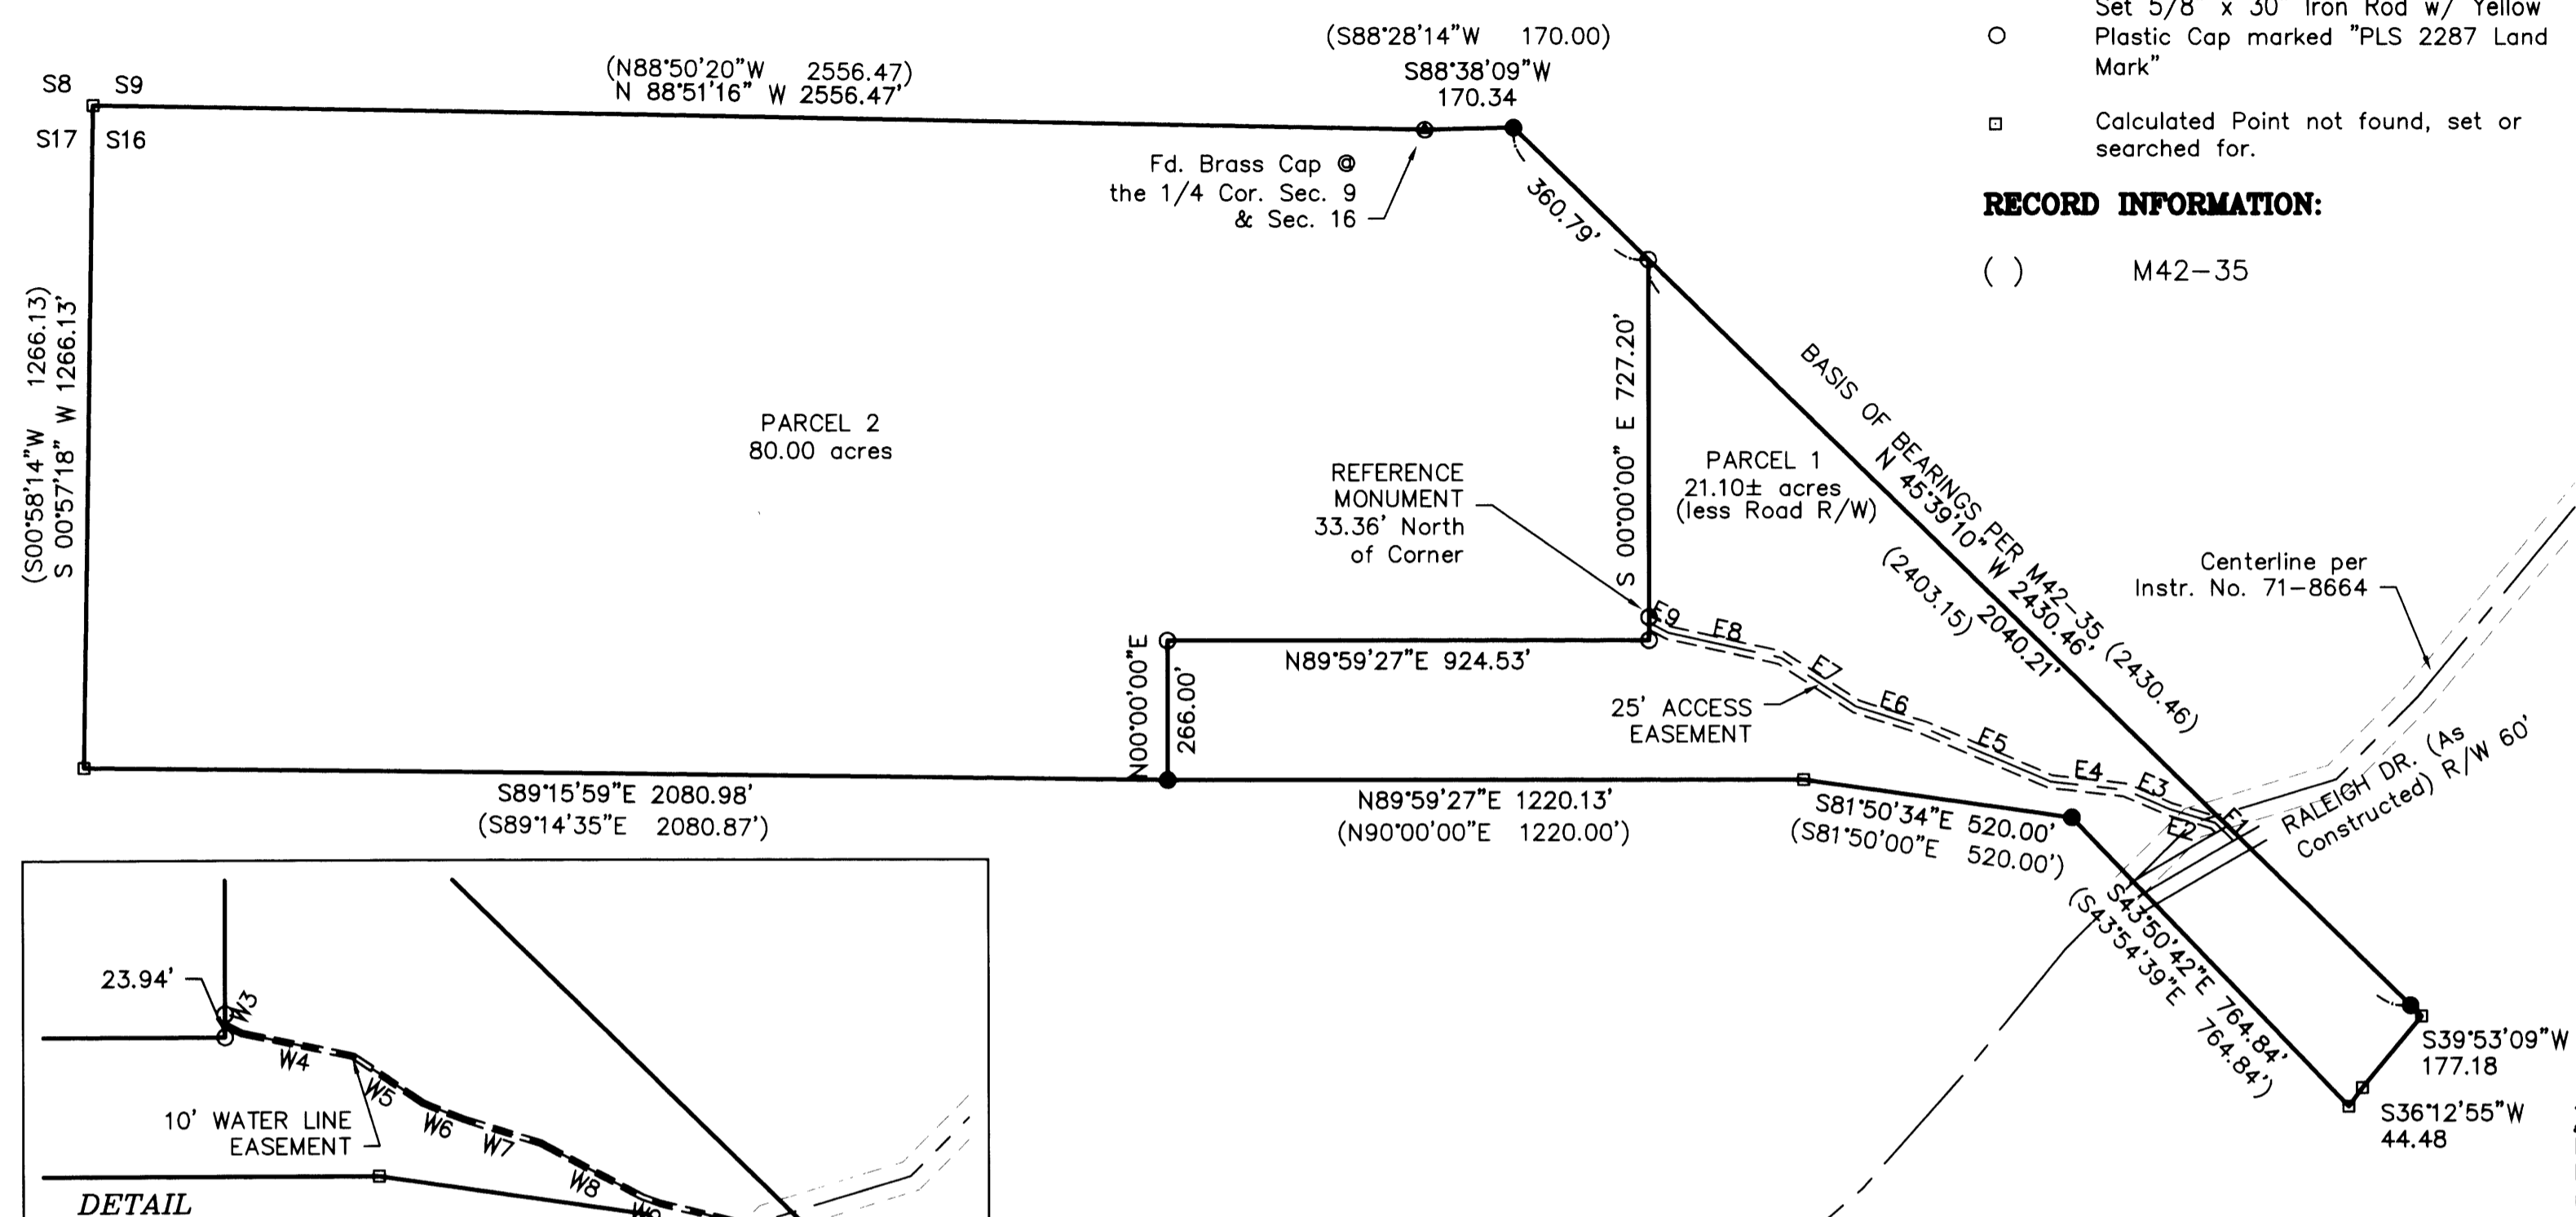 (S88°28'14"W 170.00)
S88°38'09"W
170.34
(N88°50'20"W 2556.47)
N 88°51'16" W 2556.47'
S8 S9
S17 S16
Set 5/8" x 30" Iron Rod w/ Yellow
Plastic Cap marked "PLS 2287 Land
Mark"
Calculated Point not found, set or
searched for.
RECORD INFORMATION:
( ) M42-35
Fd. Brass Cap @
the 1/4 Cor. Sec. 9
& Sec. 16
360.79'
(S00°58'14"W 1266.13)
S 00°57'18" W 1266.13'
PARCEL 2
80.00 acres
S 00°00'00" E 727.20'
REFERENCE
MONUMENT
33.36' North
of Corner
PARCEL 1
21.10± acres
(less Road R/W)
BASIS OF BEARINGS PER M42-35
N 45°39'10" W 2430.46' (2430.46)
(2403.15) 2040.21'
Centerline per
Instr. No. 71-8664
RALEIGH DR. (As
Constructed) R/W 60'
E9
E8
E7
E6
E5
E4
E3
E2
E1
25' ACCESS
EASEMENT
N00°00'00"E
266.00'
N89°59'27"E 924.53'
S89°15'59"E 2080.98'
(S89°14'35"E 2080.87')
N89°59'27"E 1220.13'
(N90°00'00"E 1220.00')
S81°50'34"E 520.00'
(S81°50'00"E 520.00')
S43°50'42"E 764.84'
(S43°54'39"E 764.84')
S39°53'09"W
177.18
S36°12'55"W
44.48
23.94'
W3
W4
W5
W6
W7
W8
W9
10' WATER LINE
EASEMENT
DETAIL